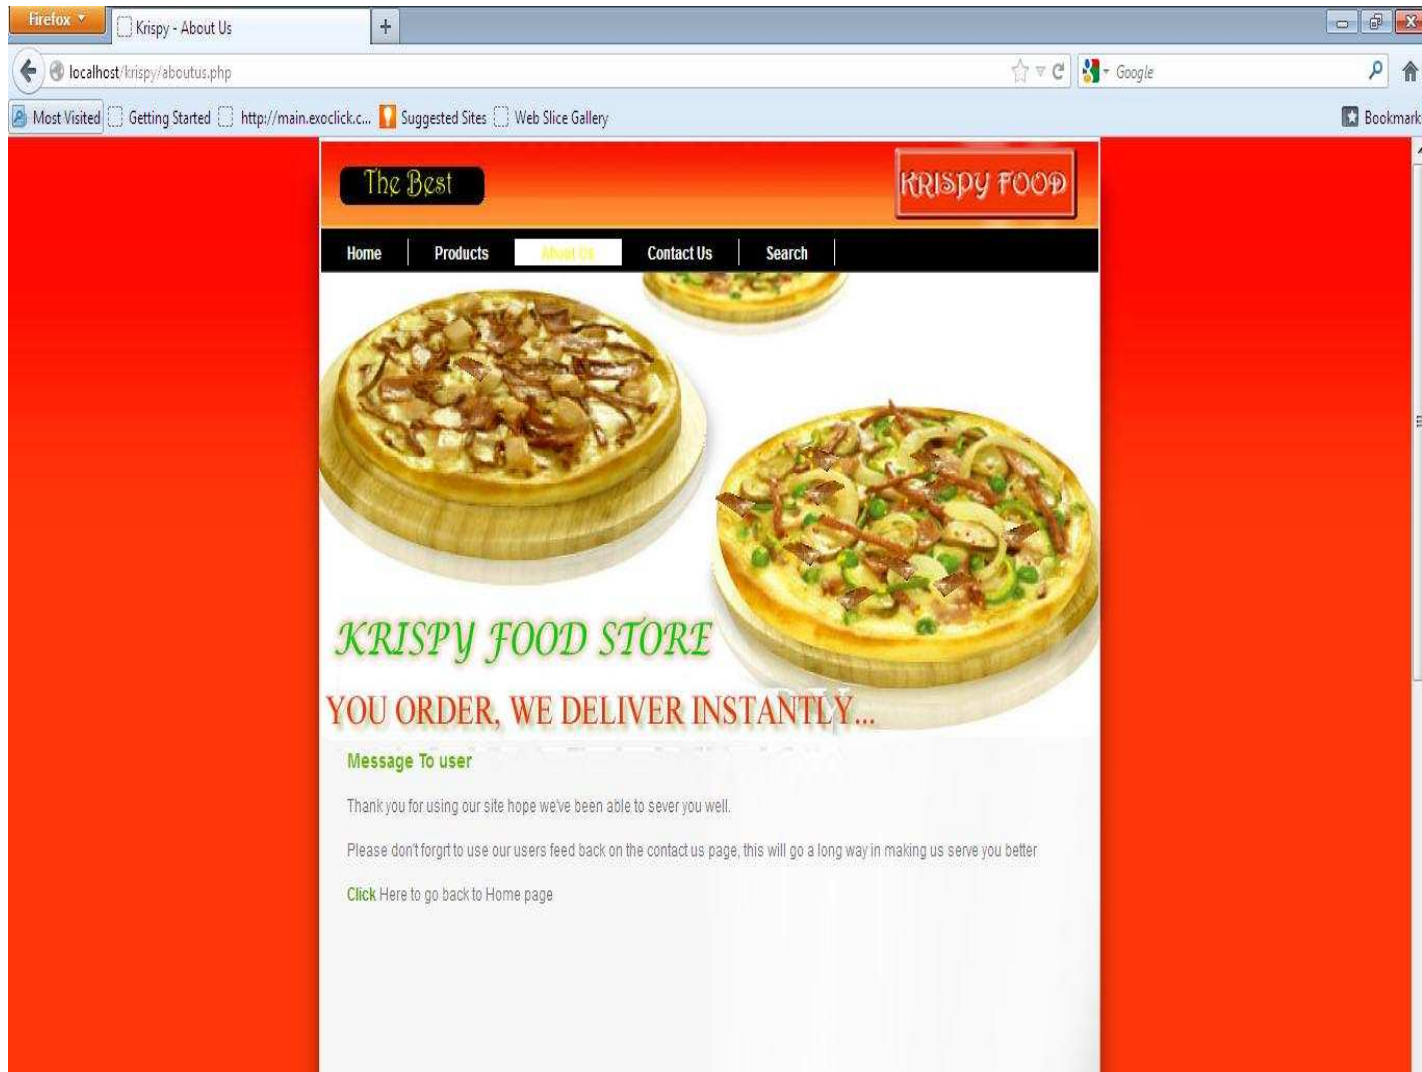 Firefox
Krispy - About Us
localhost/krispy/aboutus.php
Google
Most Visited Getting Started http://main.exoclick.c... Suggested Sites Web Slice Gallery
Bookmark
The Best
KRISPY FOOD
Home Products About Us Contact Us Search
KRISPY FOOD STORE
YOU ORDER, WE DELIVER INSTANTLY...
Message To user
Thank you for using our site hope we've been able to sever you well.
Please don't forgrt to use our users feed back on the contact us page, this will go a long way in making us serve you better
Click Here to go back to Home page